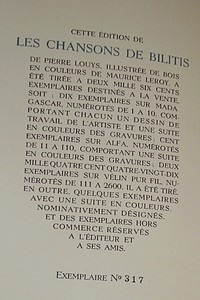 CETTE ÉDITION DE
LES CHANSONS DE BILITIS
DE PIERRE LOUYS, ILLUSTRÉE DE BOIS
EN COULEURS DE MAURICE LEROY, A
ÉTÉ TIRÉE A DEUX MILLE SIX CENTS
EXEMPLAIRES DESTINÉS A LA VENTE,
SOIT : DIX EXEMPLAIRES SUR MADA
GASCAR, NUMÉROTÉS DE 1 A 10, COM
PORTANT CHACUN UN DESSIN DE
TRAVAIL DE L'ARTISTE ET UNE SUITE
EN COULEURS DES GRAVURES; CENT
EXEMPLAIRES SUR ALFA, NUMÉROTÉS
DE 11 A 110, COMPORTANT UNE SUITE
EN COULEURS DES GRAVURES; DEUX
MILLE QUATRE CENT QUATRE-VINGT-DIX
EXEMPLAIRES SUR VÉLIN PUR FIL, NU-
MÉROTÉS DE 111 A 2600. IL A ÉTÉ TIRÉ,
EN OUTRE, QUELQUES EXEMPLAIRES
AVEC UNE SUITE EN COULEURS,
NOMINATIVEMENT DÉSIGNÉS,
ET DES EXEMPLAIRES HORS
COMMERCE RÉSERVÉS
A L'ÉDITEUR ET
A SES AMIS.
EXEMPLAIRE No 317